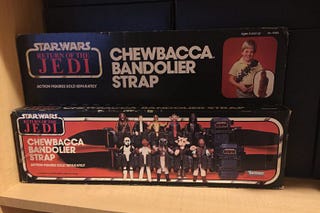 STAR WARS
RETURN OF THE
JEDI
CHEWBACCA
BANDOLIER
STRAP
ACTION FIGURES SOLD SEPARATELY
STAR WARS
RETURN OF THE
JEDI
CHEWBACCA
BANDOLIER
STRAP
ACTION FIGURES SOLD SEPARATELY
Kenner